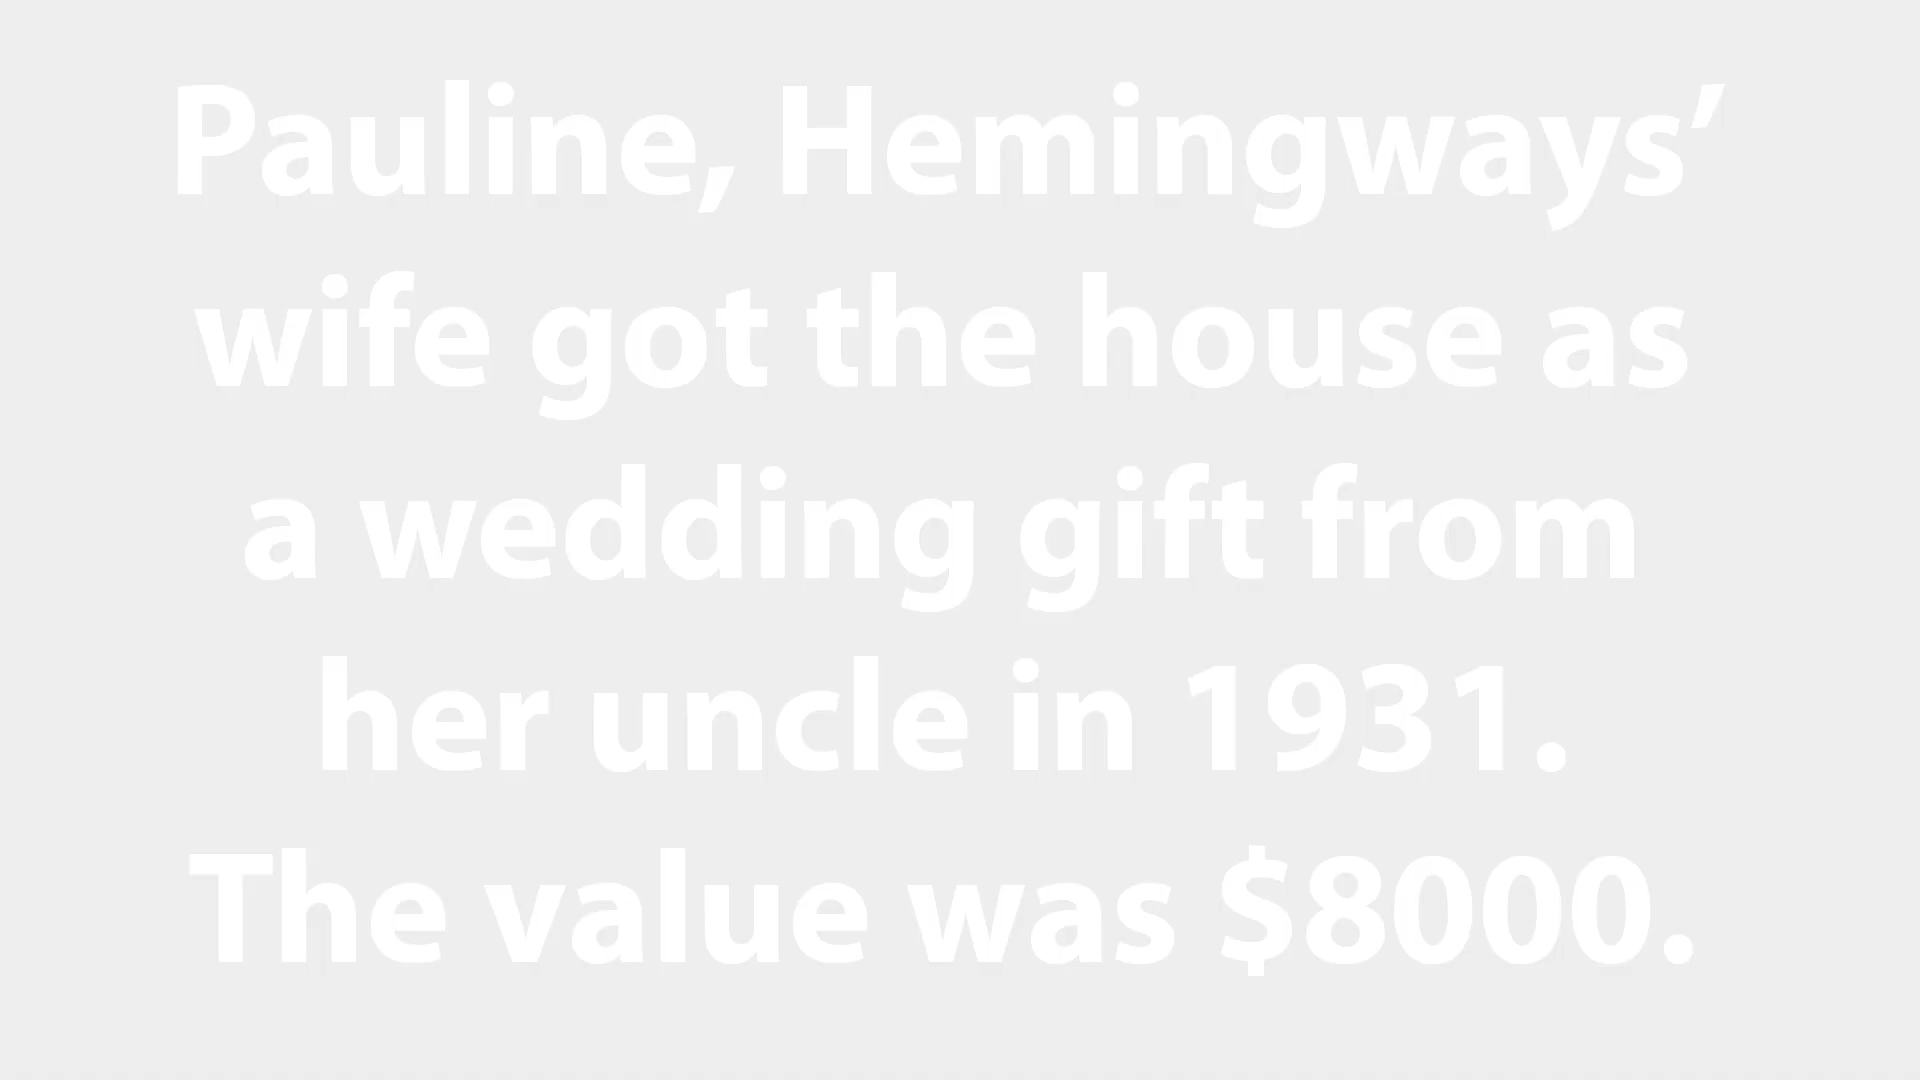 Pauline, Hemingways’
wife got the house as
a wedding gift from
her uncle in 1931.
The value was $8000.